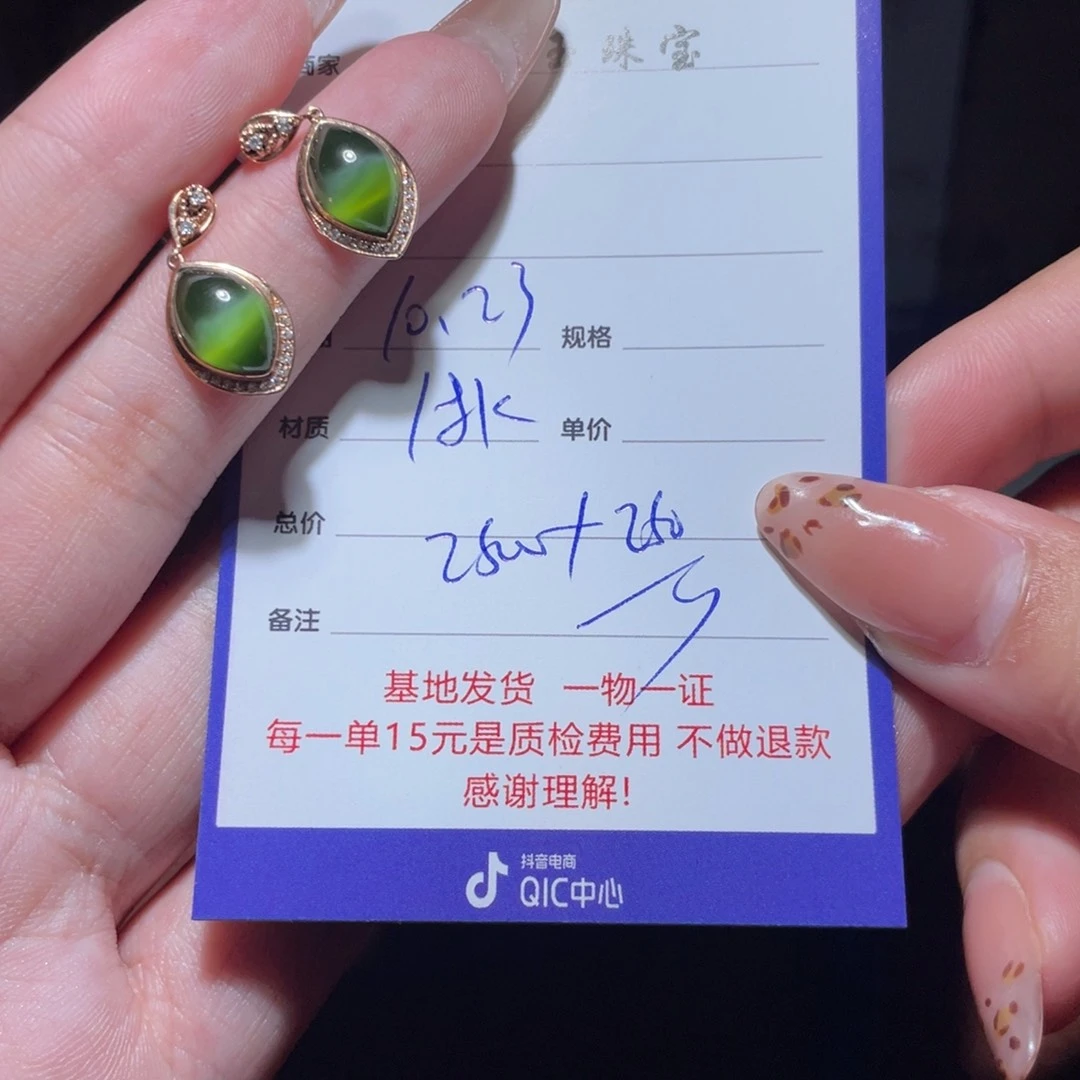 商家 珠宝
10.23 规格
材质 18K 单价
总价 2500+250
备注
基地发货 一物一证
每一单15元是质检费用 不做退款
感谢理解!
抖音电商
QIC中心